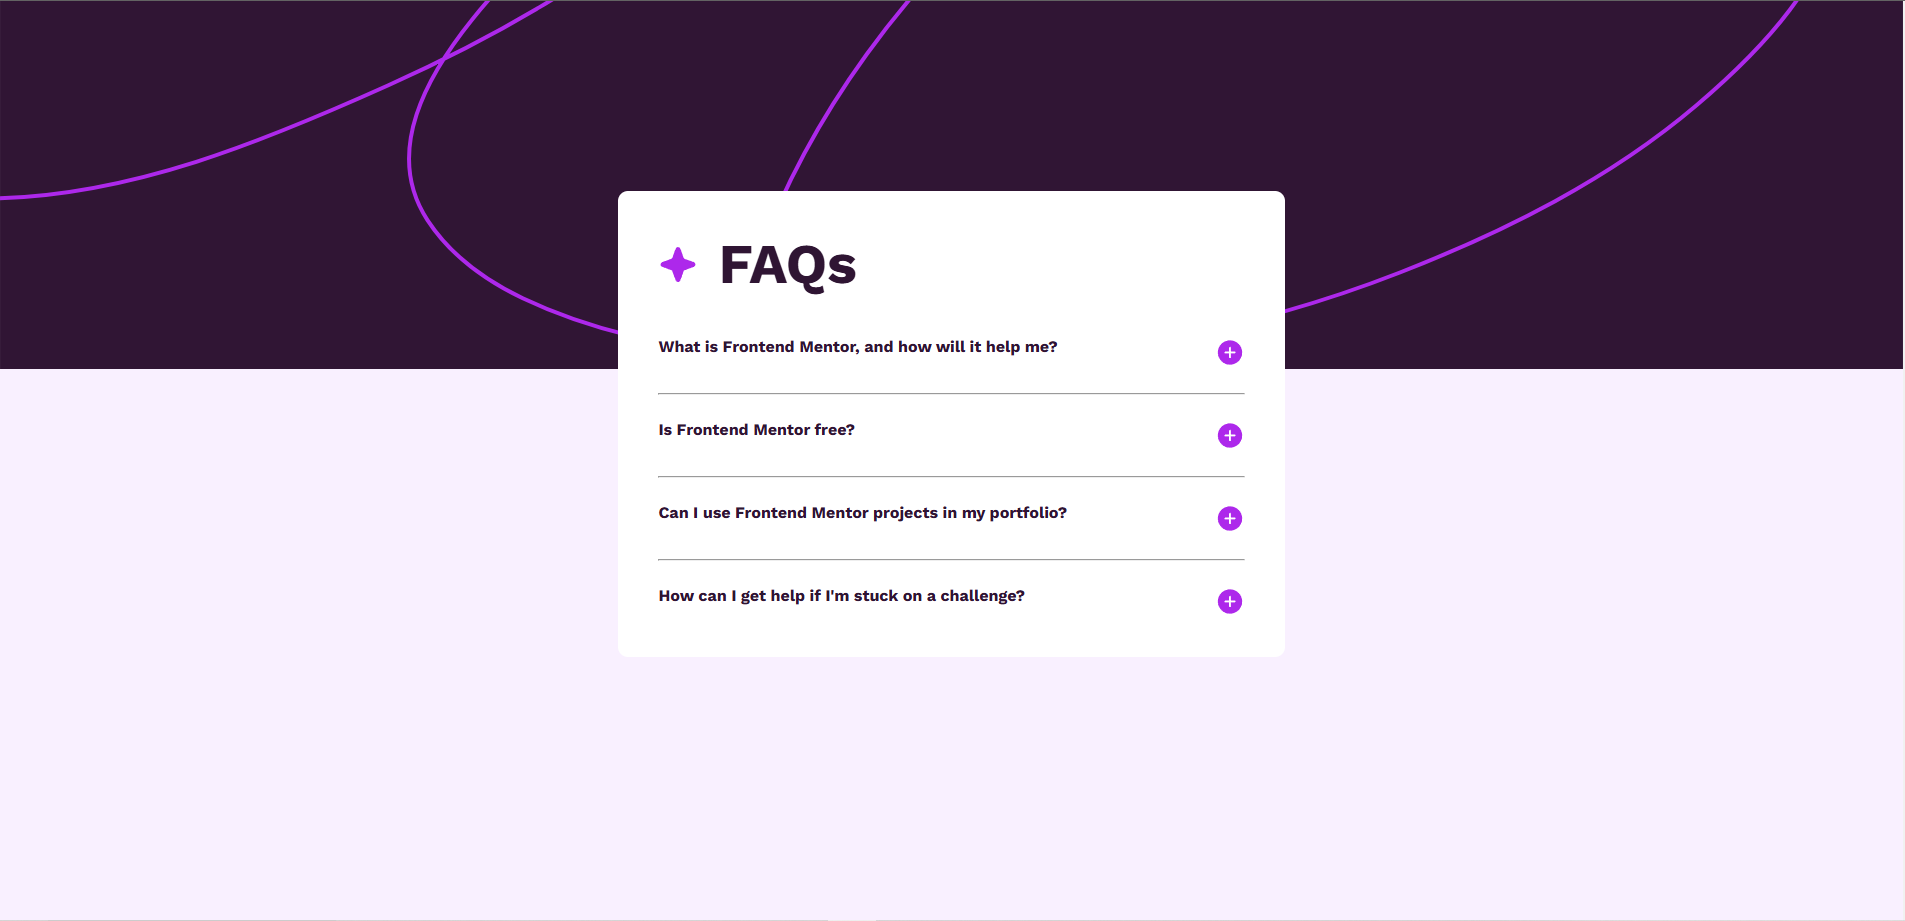 FAQs
What is Frontend Mentor, and how will it help me?
Is Frontend Mentor free?
Can I use Frontend Mentor projects in my portfolio?
How can I get help if I'm stuck on a challenge?